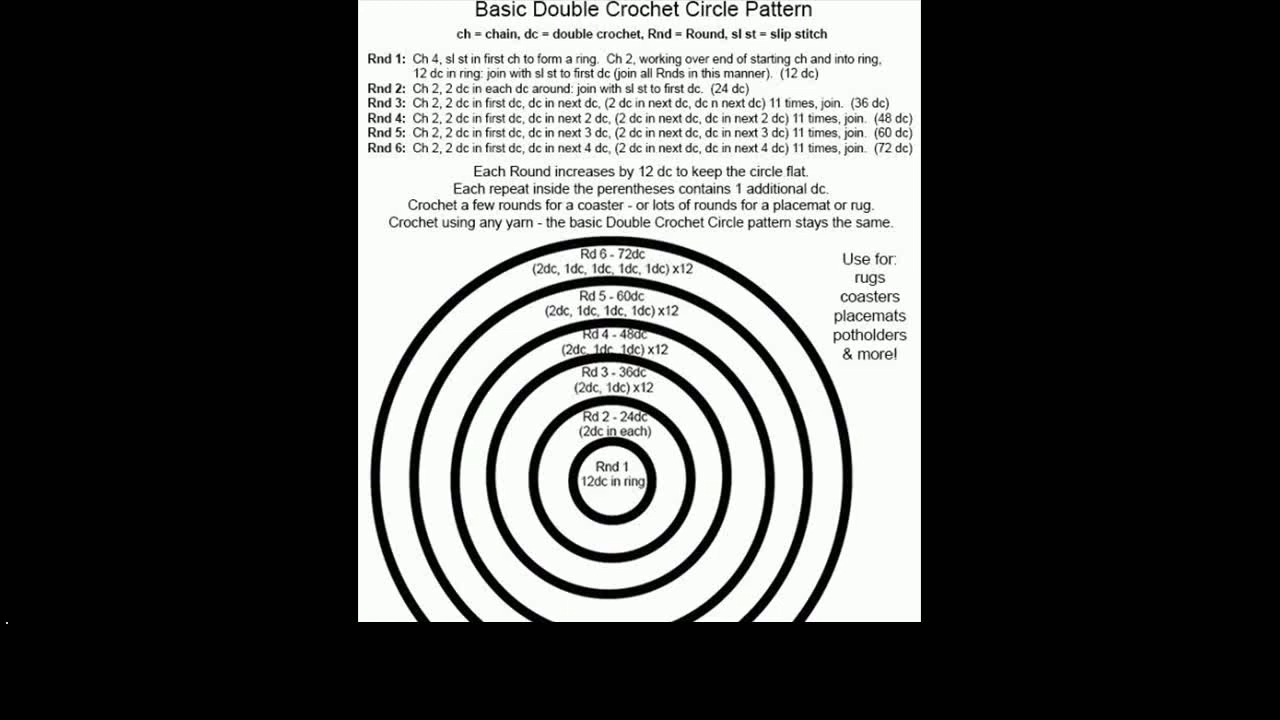 Basic Double Crochet Circle Pattern
ch = chain, dc = double crochet, Rnd = Round, sl st = slip stitch
Rnd 1: Ch 4, sl st in first ch to form a ring. Ch 2, working over end of starting ch and into ring,
12 dc in ring: join with sl st to first dc (join all Rnds in this manner). (12 dc)
Rnd 2: Ch 2, 2 dc in each dc around: join with sl st to first dc. (24 dc)
Rnd 3: Ch 2, 2 dc in first dc, dc in next dc, (2 dc in next dc, dc n next dc) 11 times, join. (36 dc)
Rnd 4: Ch 2, 2 dc in first dc, dc in next 2 dc, (2 dc in next dc, dc in next 2 dc) 11 times, join. (48 dc)
Rnd 5: Ch 2, 2 dc in first dc, dc in next 3 dc, (2 dc in next dc, dc in next 3 dc) 11 times, join. (60 dc)
Rnd 6: Ch 2, 2 dc in first dc, dc in next 4 dc, (2 dc in next dc, dc in next 4 dc) 11 times, join. (72 dc)
Each Round increases by 12 dc to keep the circle flat.
Each repeat inside the perentheses contains 1 additional dc.
Crochet a few rounds for a coaster - or lots of rounds for a placemat or rug.
Crochet using any yarn - the basic Double Crochet Circle pattern stays the same.
Rd 6 - 72dc
(2dc, 1dc, 1dc, 1dc, 1dc) x12
Rd 5 - 60dc
(2dc, 1dc, 1dc, 1dc) x12
Rd 4 - 48dc
(2dc, 1dc, 1dc) x12
Rd 3 - 36dc
(2dc, 1dc) x12
Rd 2 - 24dc
(2dc in each)
Rnd 1
12dc in ring
Use for:
rugs
coasters
placemats
potholders
& more!